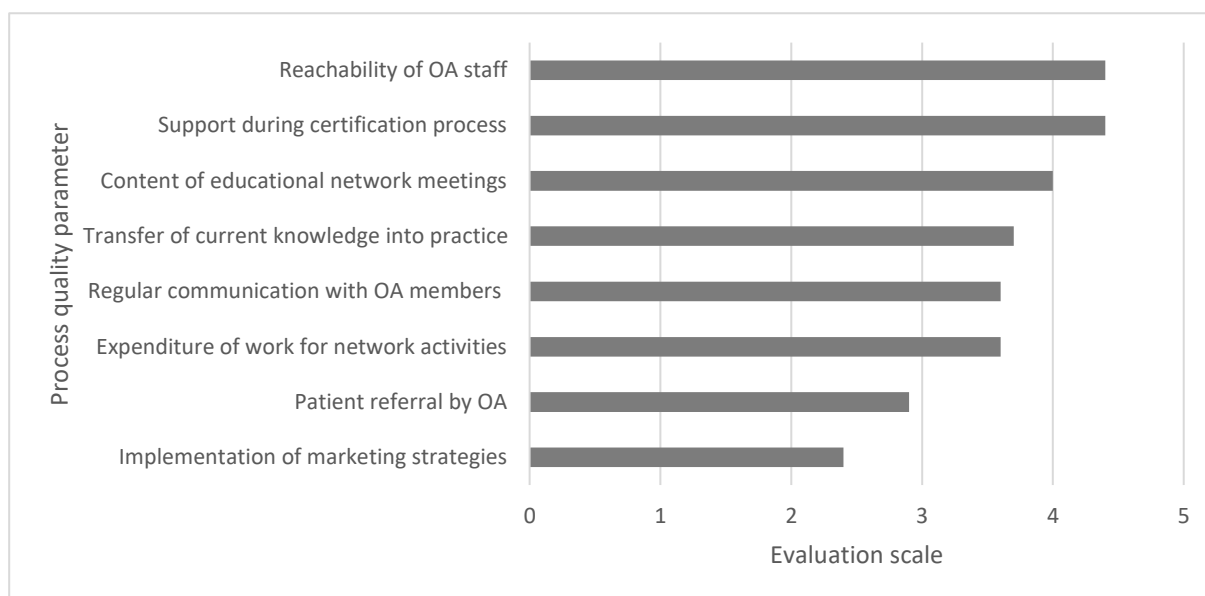 Process quality parameter
Reachability of OA staff
Support during certification process
Content of educational network meetings
Transfer of current knowledge into practice
Regular communication with OA members
Expenditure of work for network activities
Patient referral by OA
Implementation of marketing strategies
0 1 2 3 4 5
Evaluation scale